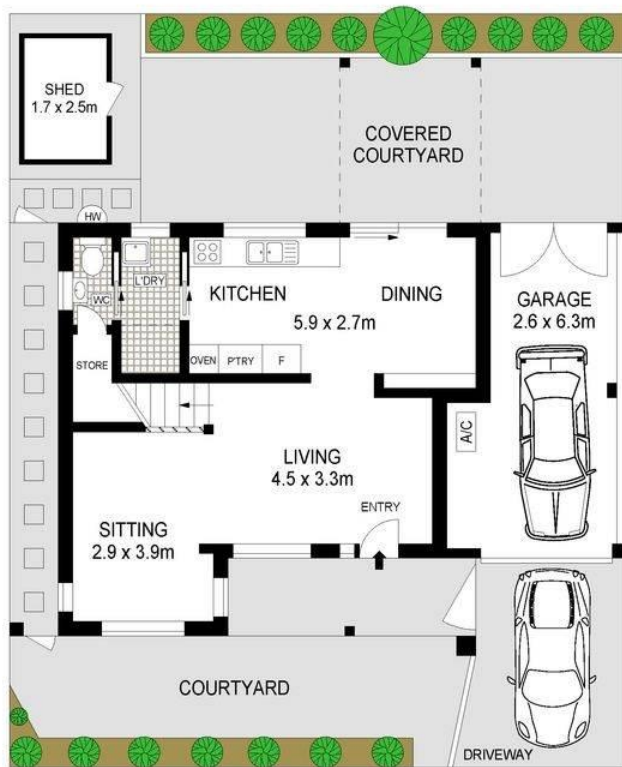 SHED
1.7 x 2.5m
COVERED
COURTYARD
HW
L'DRY
WC
KITCHEN
DINING
5.9 x 2.7m
GARAGE
2.6 x 6.3m
STORE
OVEN
P'TRY
F
A/C
LIVING
4.5 x 3.3m
ENTRY
SITTING
2.9 x 3.9m
COURTYARD
DRIVEWAY